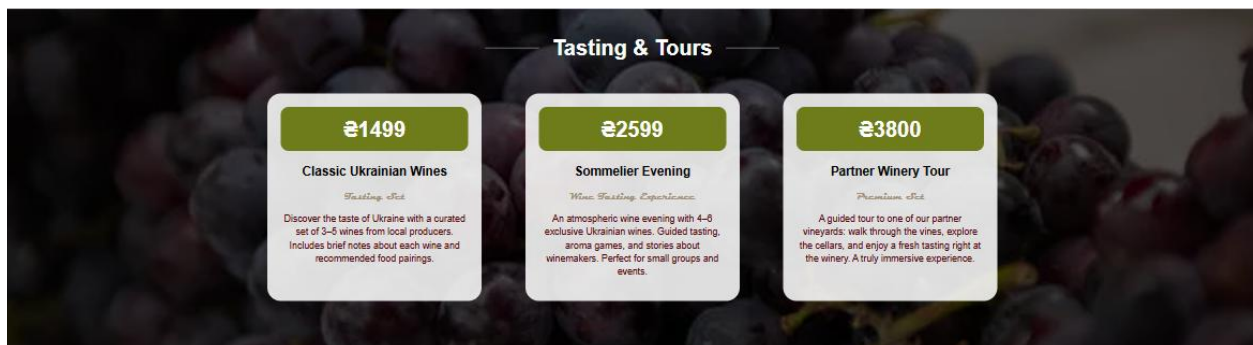 Tasting & Tours
₴1499
Classic Ukrainian Wines
Tasting Set
Discover the taste of Ukraine with a curated
set of 3–5 wines from local producers.
Includes brief notes about each wine and
recommended food pairings.
₴2599
Sommelier Evening
Wine Tasting Experience
An atmospheric wine evening with 4–6
exclusive Ukrainian wines. Guided tasting,
aroma games, and stories about
winemakers. Perfect for small groups and
events.
₴3800
Partner Winery Tour
Premium Set
A guided tour to one of our partner
vineyards: walk through the vines, explore
the cellars, and enjoy a fresh tasting right at
the winery. A truly immersive experience.